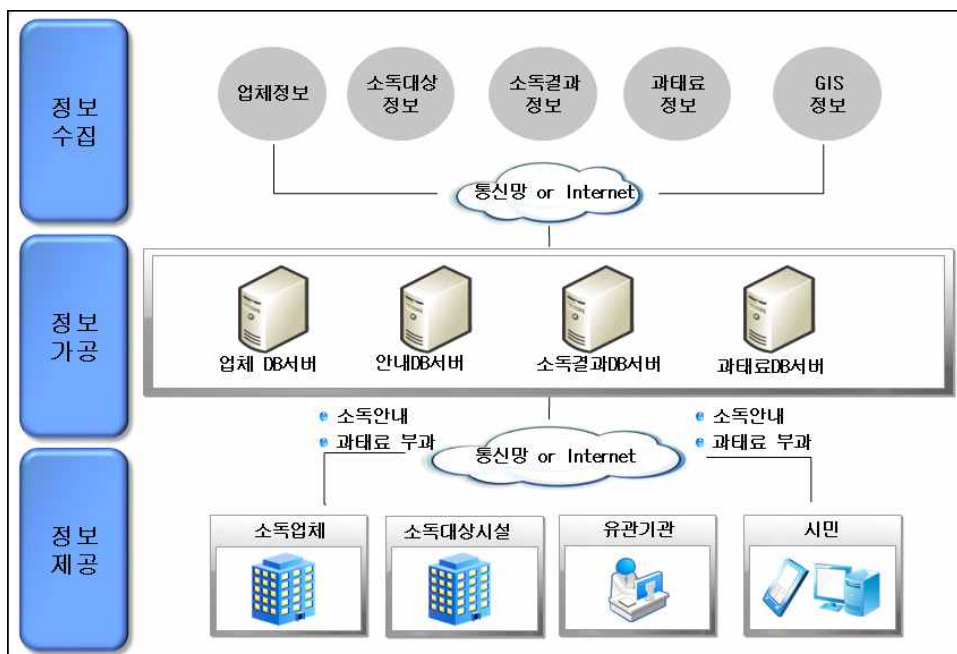 정보
수집
업체정보
소독대상
정보
소독결과
정보
과태료
정보
GIS
정보
통신망 or Internet
정보
가공
업체 DB서버
안내DB서버
소독결과DB서버
과태료DB서버
소독안내
과태료 부과
통신망 or Internet
소독안내
과태료 부과
정보
제공
소독업체
소독대상시설
유관기관
시민